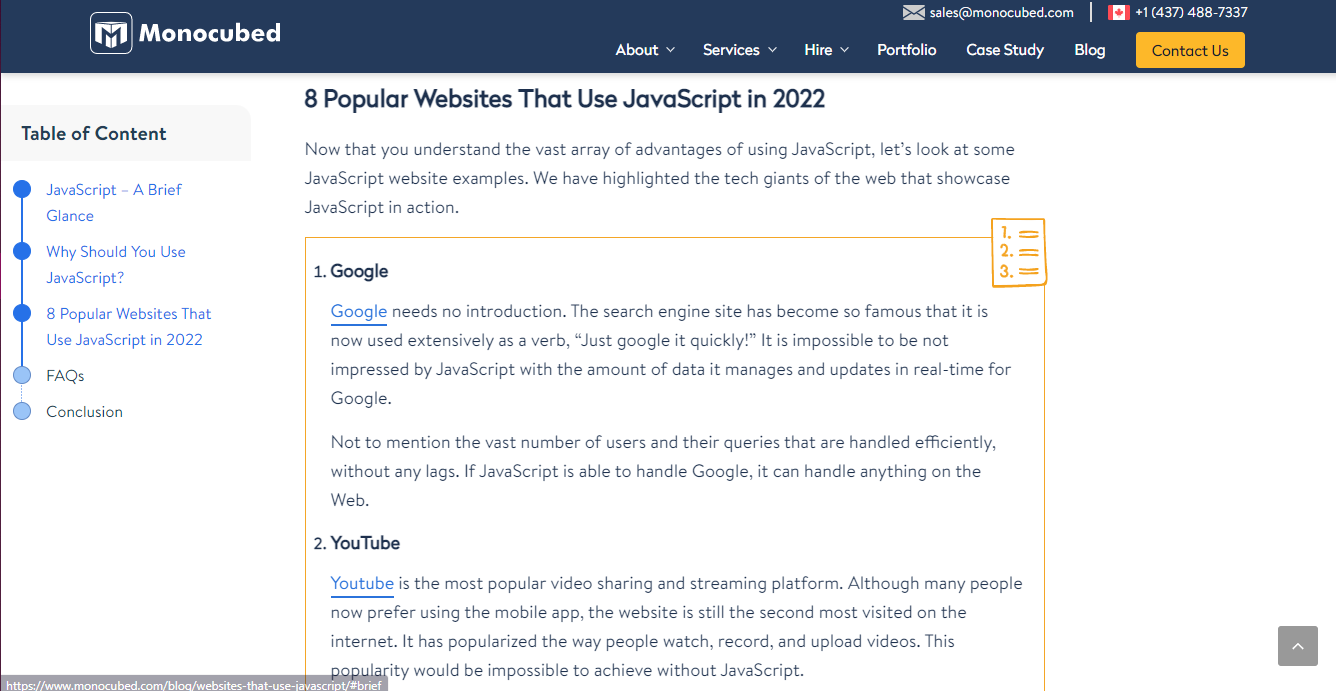 Monocubed
sales@monocubed.com
+1 (437) 488-7337
About
Services
Hire
Portfolio
Case Study
Blog
Contact Us
Table of Content
JavaScript – A Brief
Glance
Why Should You Use
JavaScript?
8 Popular Websites That
Use JavaScript in 2022
FAQs
Conclusion
8 Popular Websites That Use JavaScript in 2022
Now that you understand the vast array of advantages of using JavaScript, let’s look at some
JavaScript website examples. We have highlighted the tech giants of the web that showcase
JavaScript in action.
1.
2.
3.
1. Google
Google needs no introduction. The search engine site has become so famous that it is
now used extensively as a verb, “Just google it quickly!” It is impossible to be not
impressed by JavaScript with the amount of data it manages and updates in real-time for
Google.
Not to mention the vast number of users and their queries that are handled efficiently,
without any lags. If JavaScript is able to handle Google, it can handle anything on the
Web.
2. YouTube
Youtube is the most popular video sharing and streaming platform. Although many people
now prefer using the mobile app, the website is still the second most visited on the
internet. It has popularized the way people watch, record, and upload videos. This
popularity would be impossible to achieve without JavaScript.
https://www.monocubed.com/blog/websites-that-use-javascript/#brief